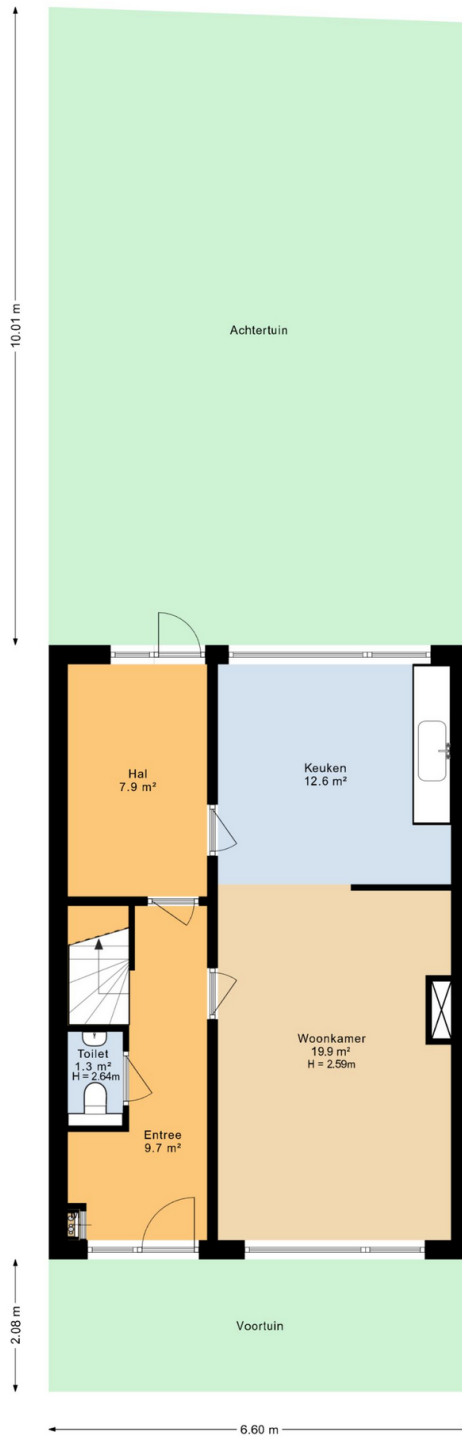 10.01 m
Achtertuin
Hal
7.9 m²
Keuken
12.6 m²
Toilet
1.3 m²
H = 2.64m
Woonkamer
19.9 m²
H = 2.59m
Entree
9.7 m²
2.08 m
Voortuin
6.60 m